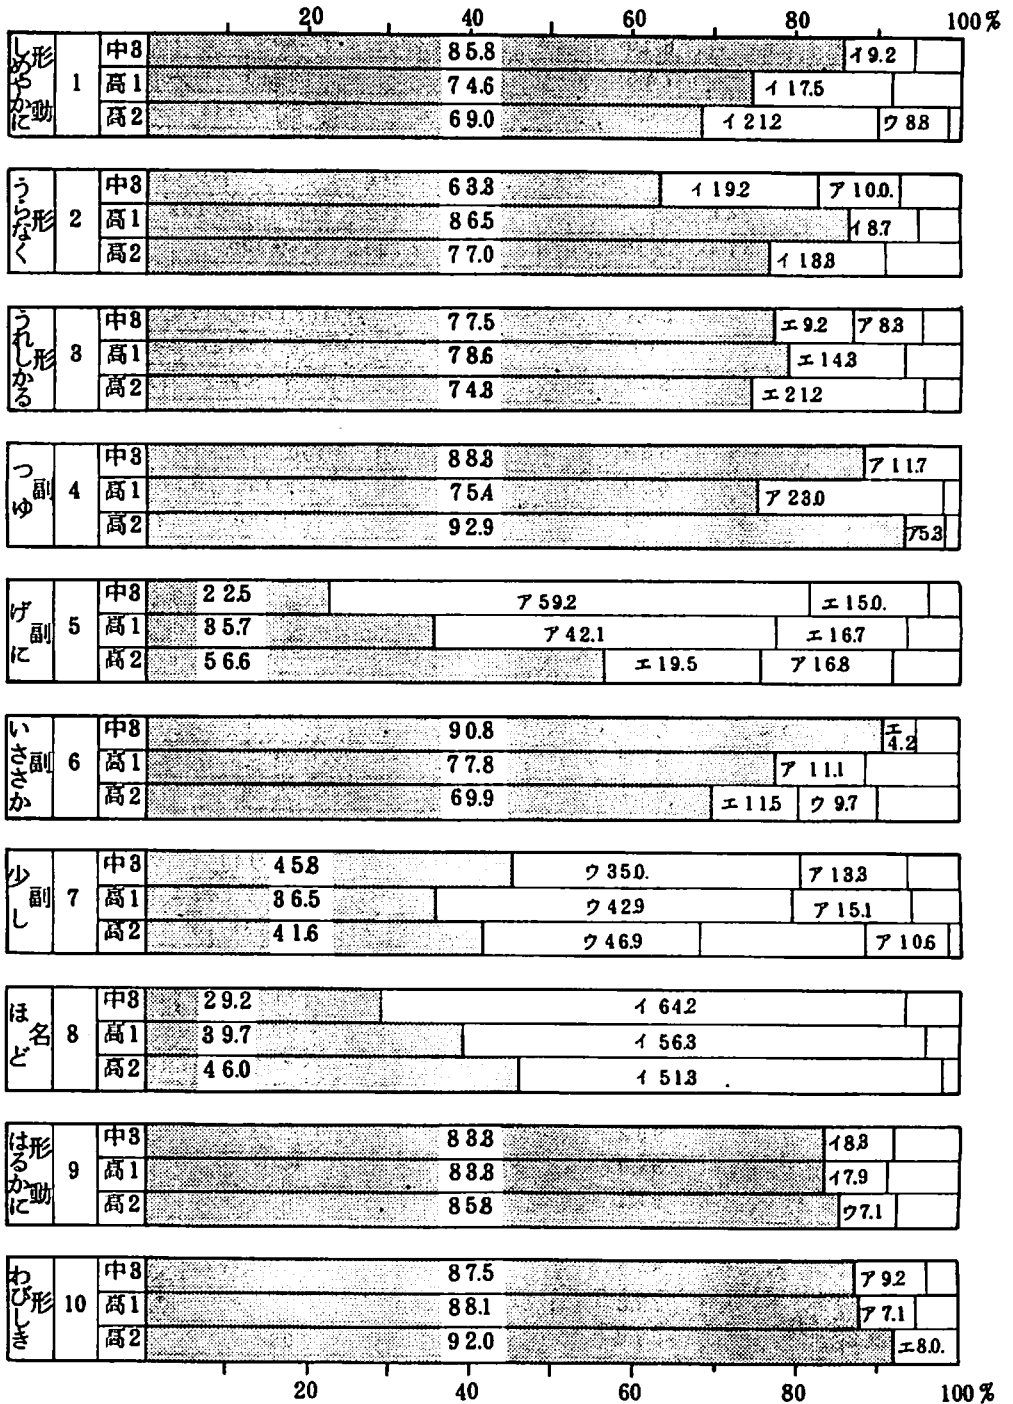 20 40 60 80 100%
しめやかに 形動 1 中3 85.8 イ9.2
高1 74.6 イ17.5
高2 69.0 イ21.2 ウ8.8
うらなく 形 2 中3 63.3 イ19.2 ア10.0.
高1 86.5 イ8.7
高2 77.0 イ18.3
うれしかる 形 3 中3 77.5 エ9.2 ア8.3
高1 78.6 エ14.3
高2 74.3 エ21.2
つゆ 副 4 中3 88.3 ア11.7
高1 75.4 ア23.0
高2 92.9 ア5.3
げに 副 5 中3 22.5 ア59.2 エ15.0.
高1 35.7 ア42.1 エ16.7
高2 56.6 エ19.5 ア16.8
いささか 副 6 中3 90.8 エ4.2
高1 77.8 ア11.1
高2 69.9 エ11.5 ウ9.7
少し 副 7 中3 45.8 ウ35.0.
ア13.3
高1 36.5 ウ42.9 ア15.1
高2 41.6 ウ46.9 ア10.6
ほど 名 8 中3 29.2 イ64.2
高1 39.7 イ56.3
高2 46.0 イ51.3
はるかに 形動 9 中3 83.3 イ8.3
高1 83.3 イ7.9
高2 85.8 ウ7.1
わびしき 形 10 中3 87.5 ア9.2
高1 88.1 ア7.1
高2 92.0 エ8.0.
20 40 60 80 100%